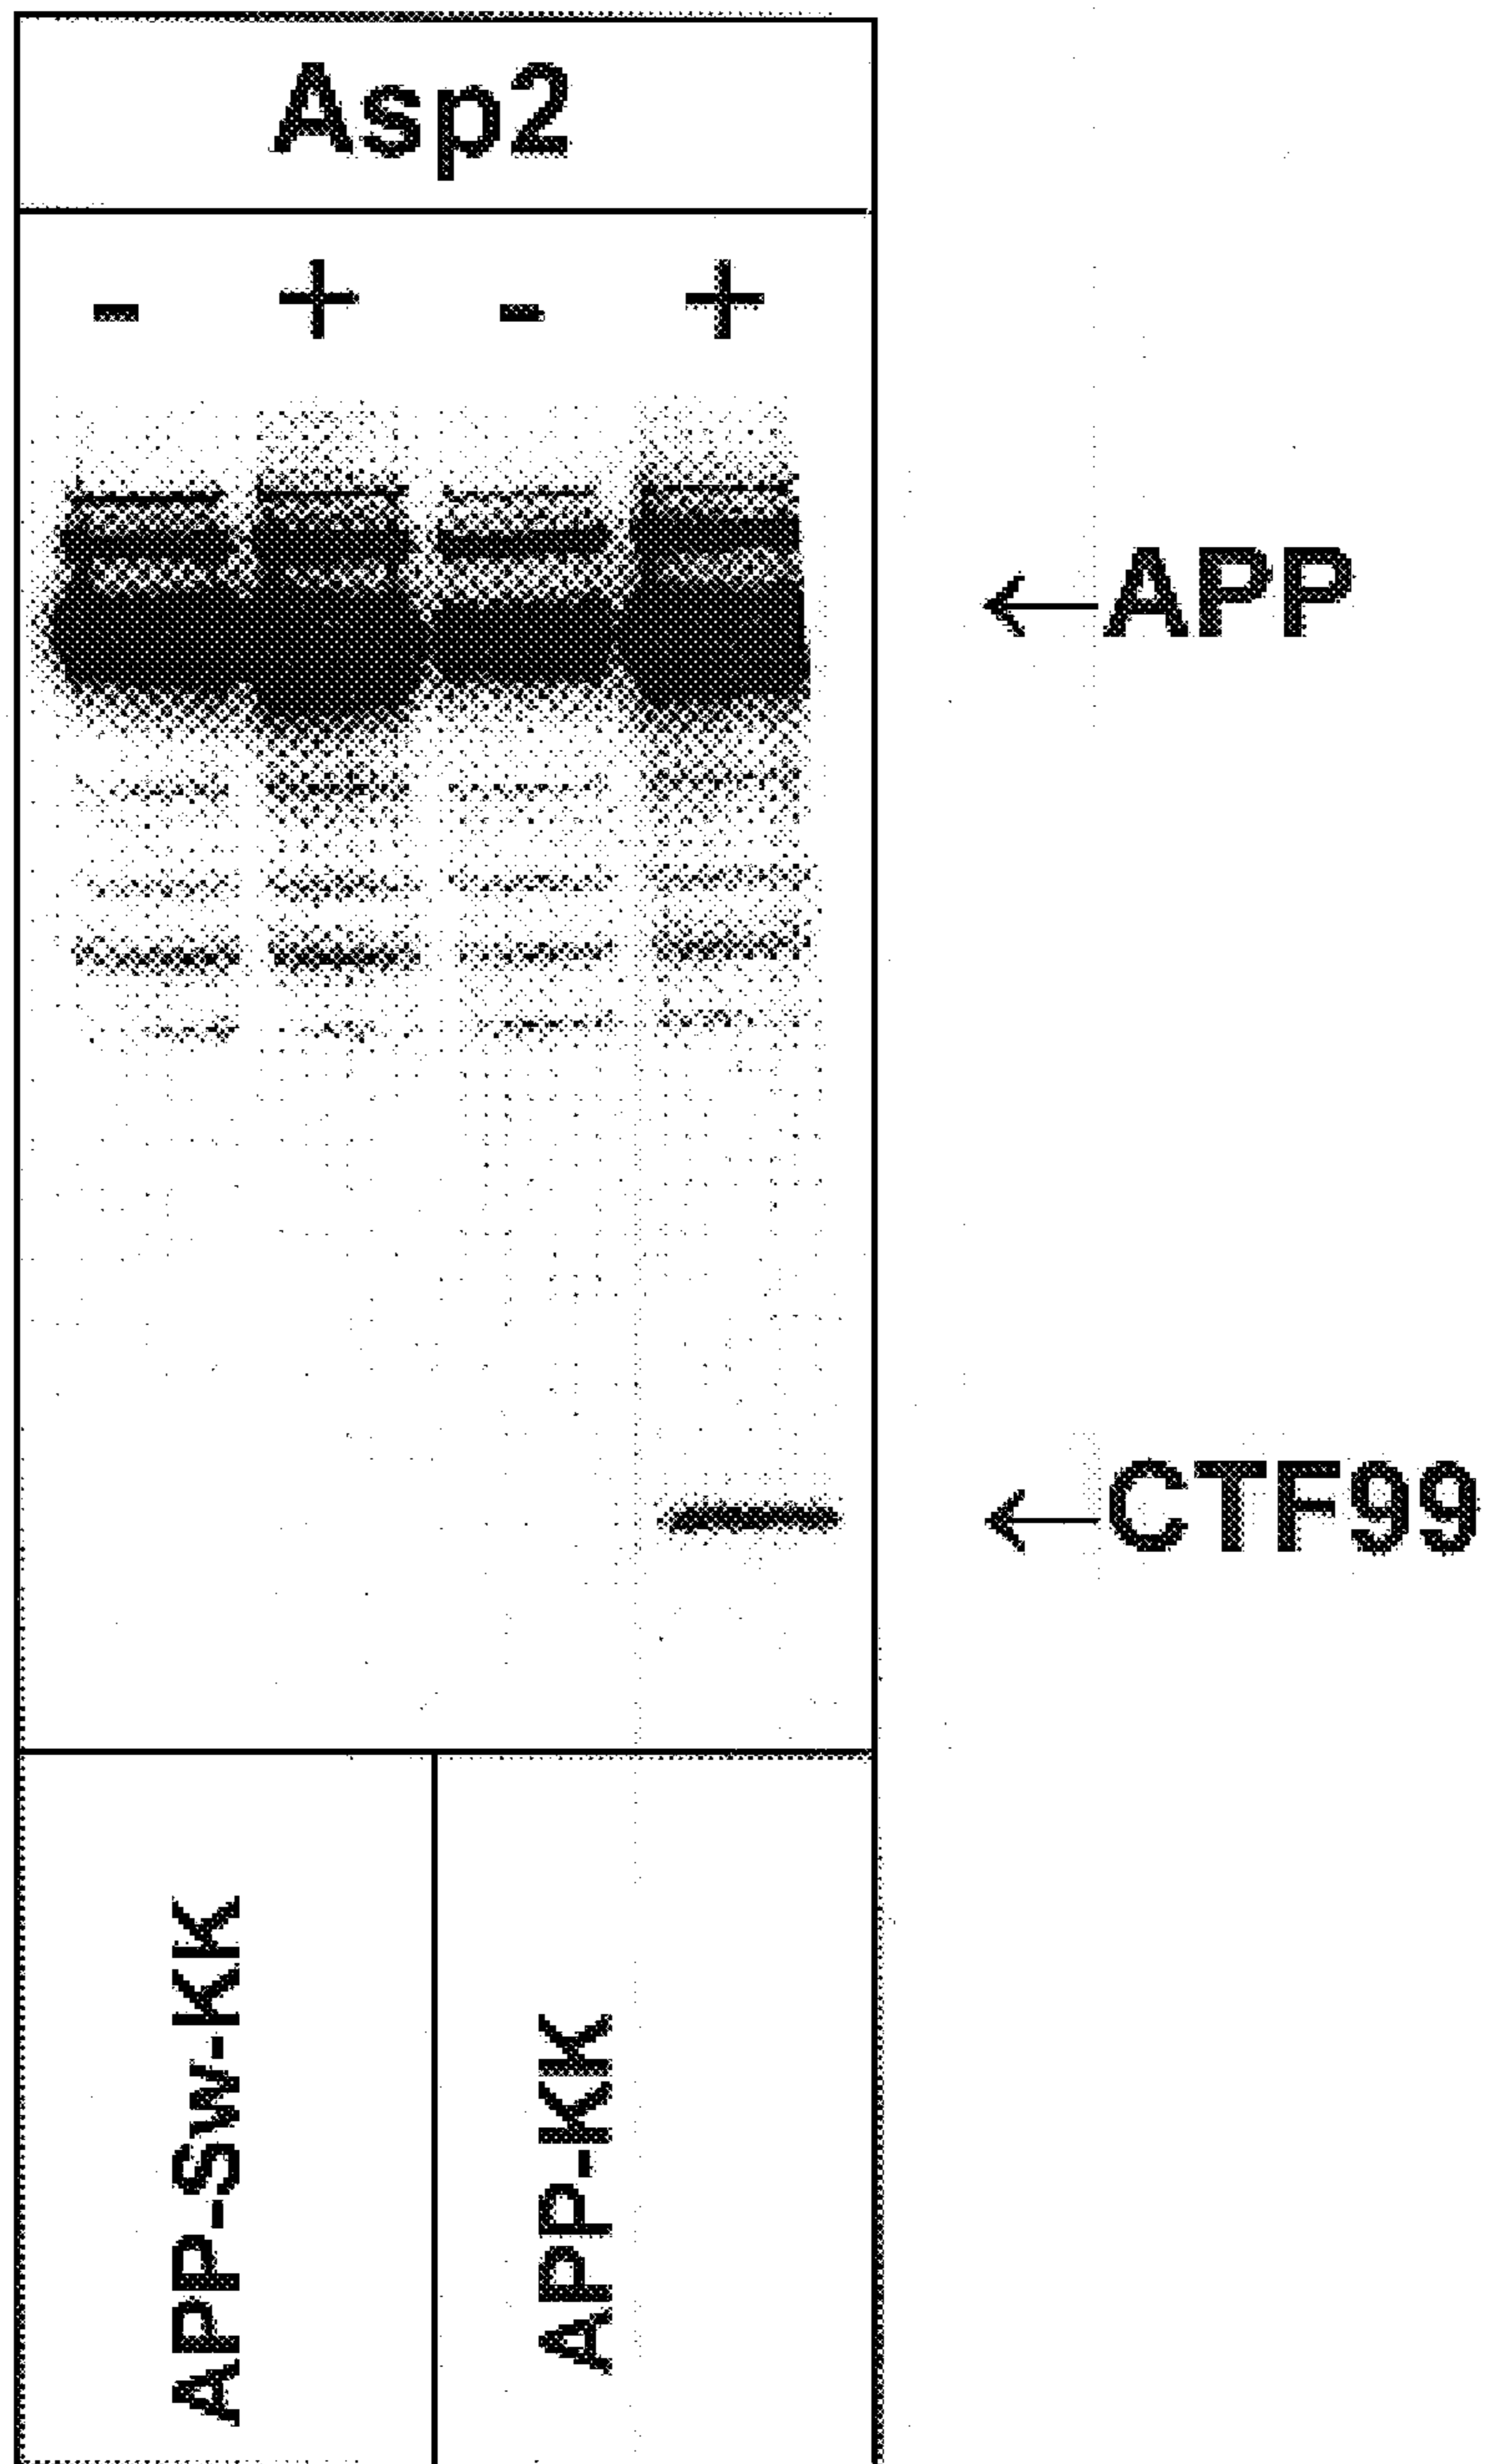 Asp2
- + - +
←APP
←CTF99
APP-Sw-KK
APP-KK